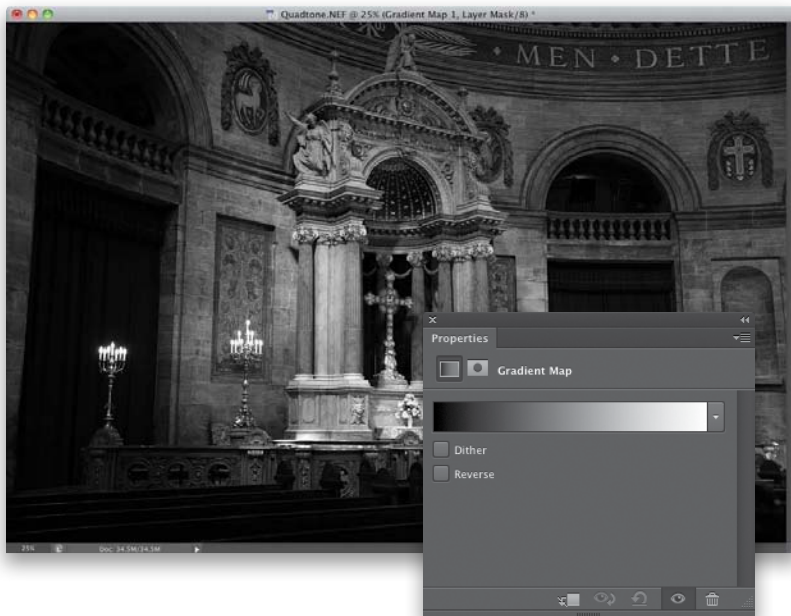 Quadtone.NEF @ 25% (Gradient Map 1, Layer Mask/8) *
• MEN • DETTE
Properties
Gradient Map
Dither
Reverse
25%
Doc: 34.5M/34.5M